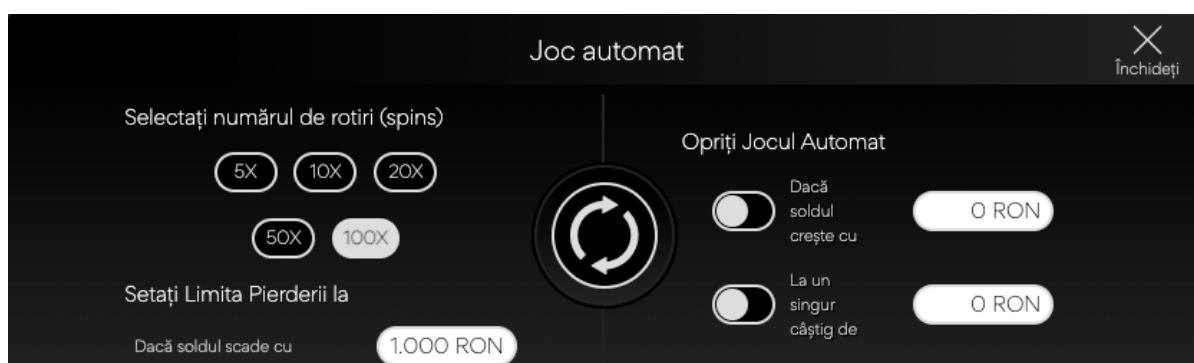 Joc automat
Închideți
Selectați numărul de rotiri (spins)
5X 10X 20X
50X 100X
Setați Limita Pierderii la
Dacă soldul scade cu 1.000 RON
Opriți Jocul Automat
Dacă
soldul
crește cu
0 RON
La un
singur
câștig de
0 RON